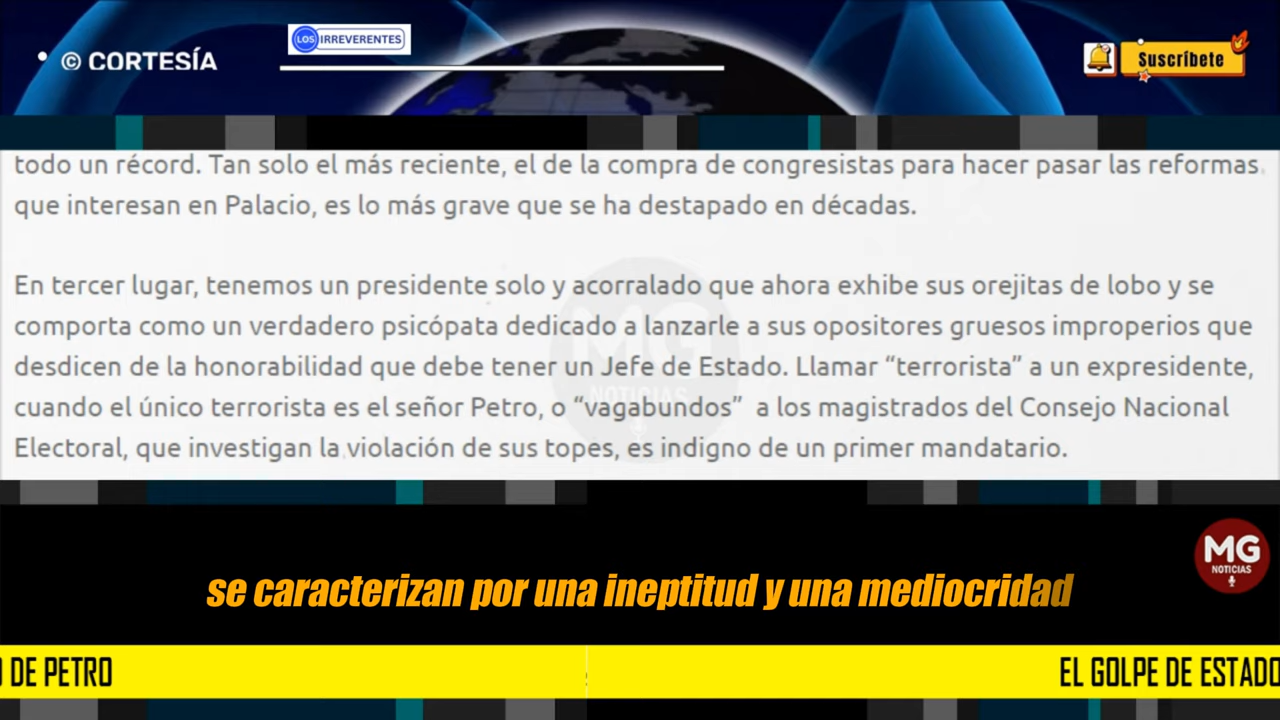 © CORTESÍA
LOS IRREVERENTES
Suscríbete
todo un récord. Tan solo el más reciente, el de la compra de congresistas para hacer pasar las reformas
que interesan en Palacio, es lo más grave que se ha destapado en décadas.
En tercer lugar, tenemos un presidente solo y acorralado que ahora exhibe sus orejitas de lobo y se
comporta como un verdadero psicópata dedicado a lanzarle a sus opositores gruesos improperios que
desdicen de la honorabilidad que debe tener un Jefe de Estado. Llamar “terrorista” a un expresidente,
cuando el único terrorista es el señor Petro, o “vagabundos” a los magistrados del Consejo Nacional
Electoral, que investigan la violación de sus topes, es indigno de un primer mandatario.
MG
NOTICIAS
se caracterizan por una ineptitud y una mediocridad
MG
NOTICIAS
O DE PETRO
EL GOLPE DE ESTADO